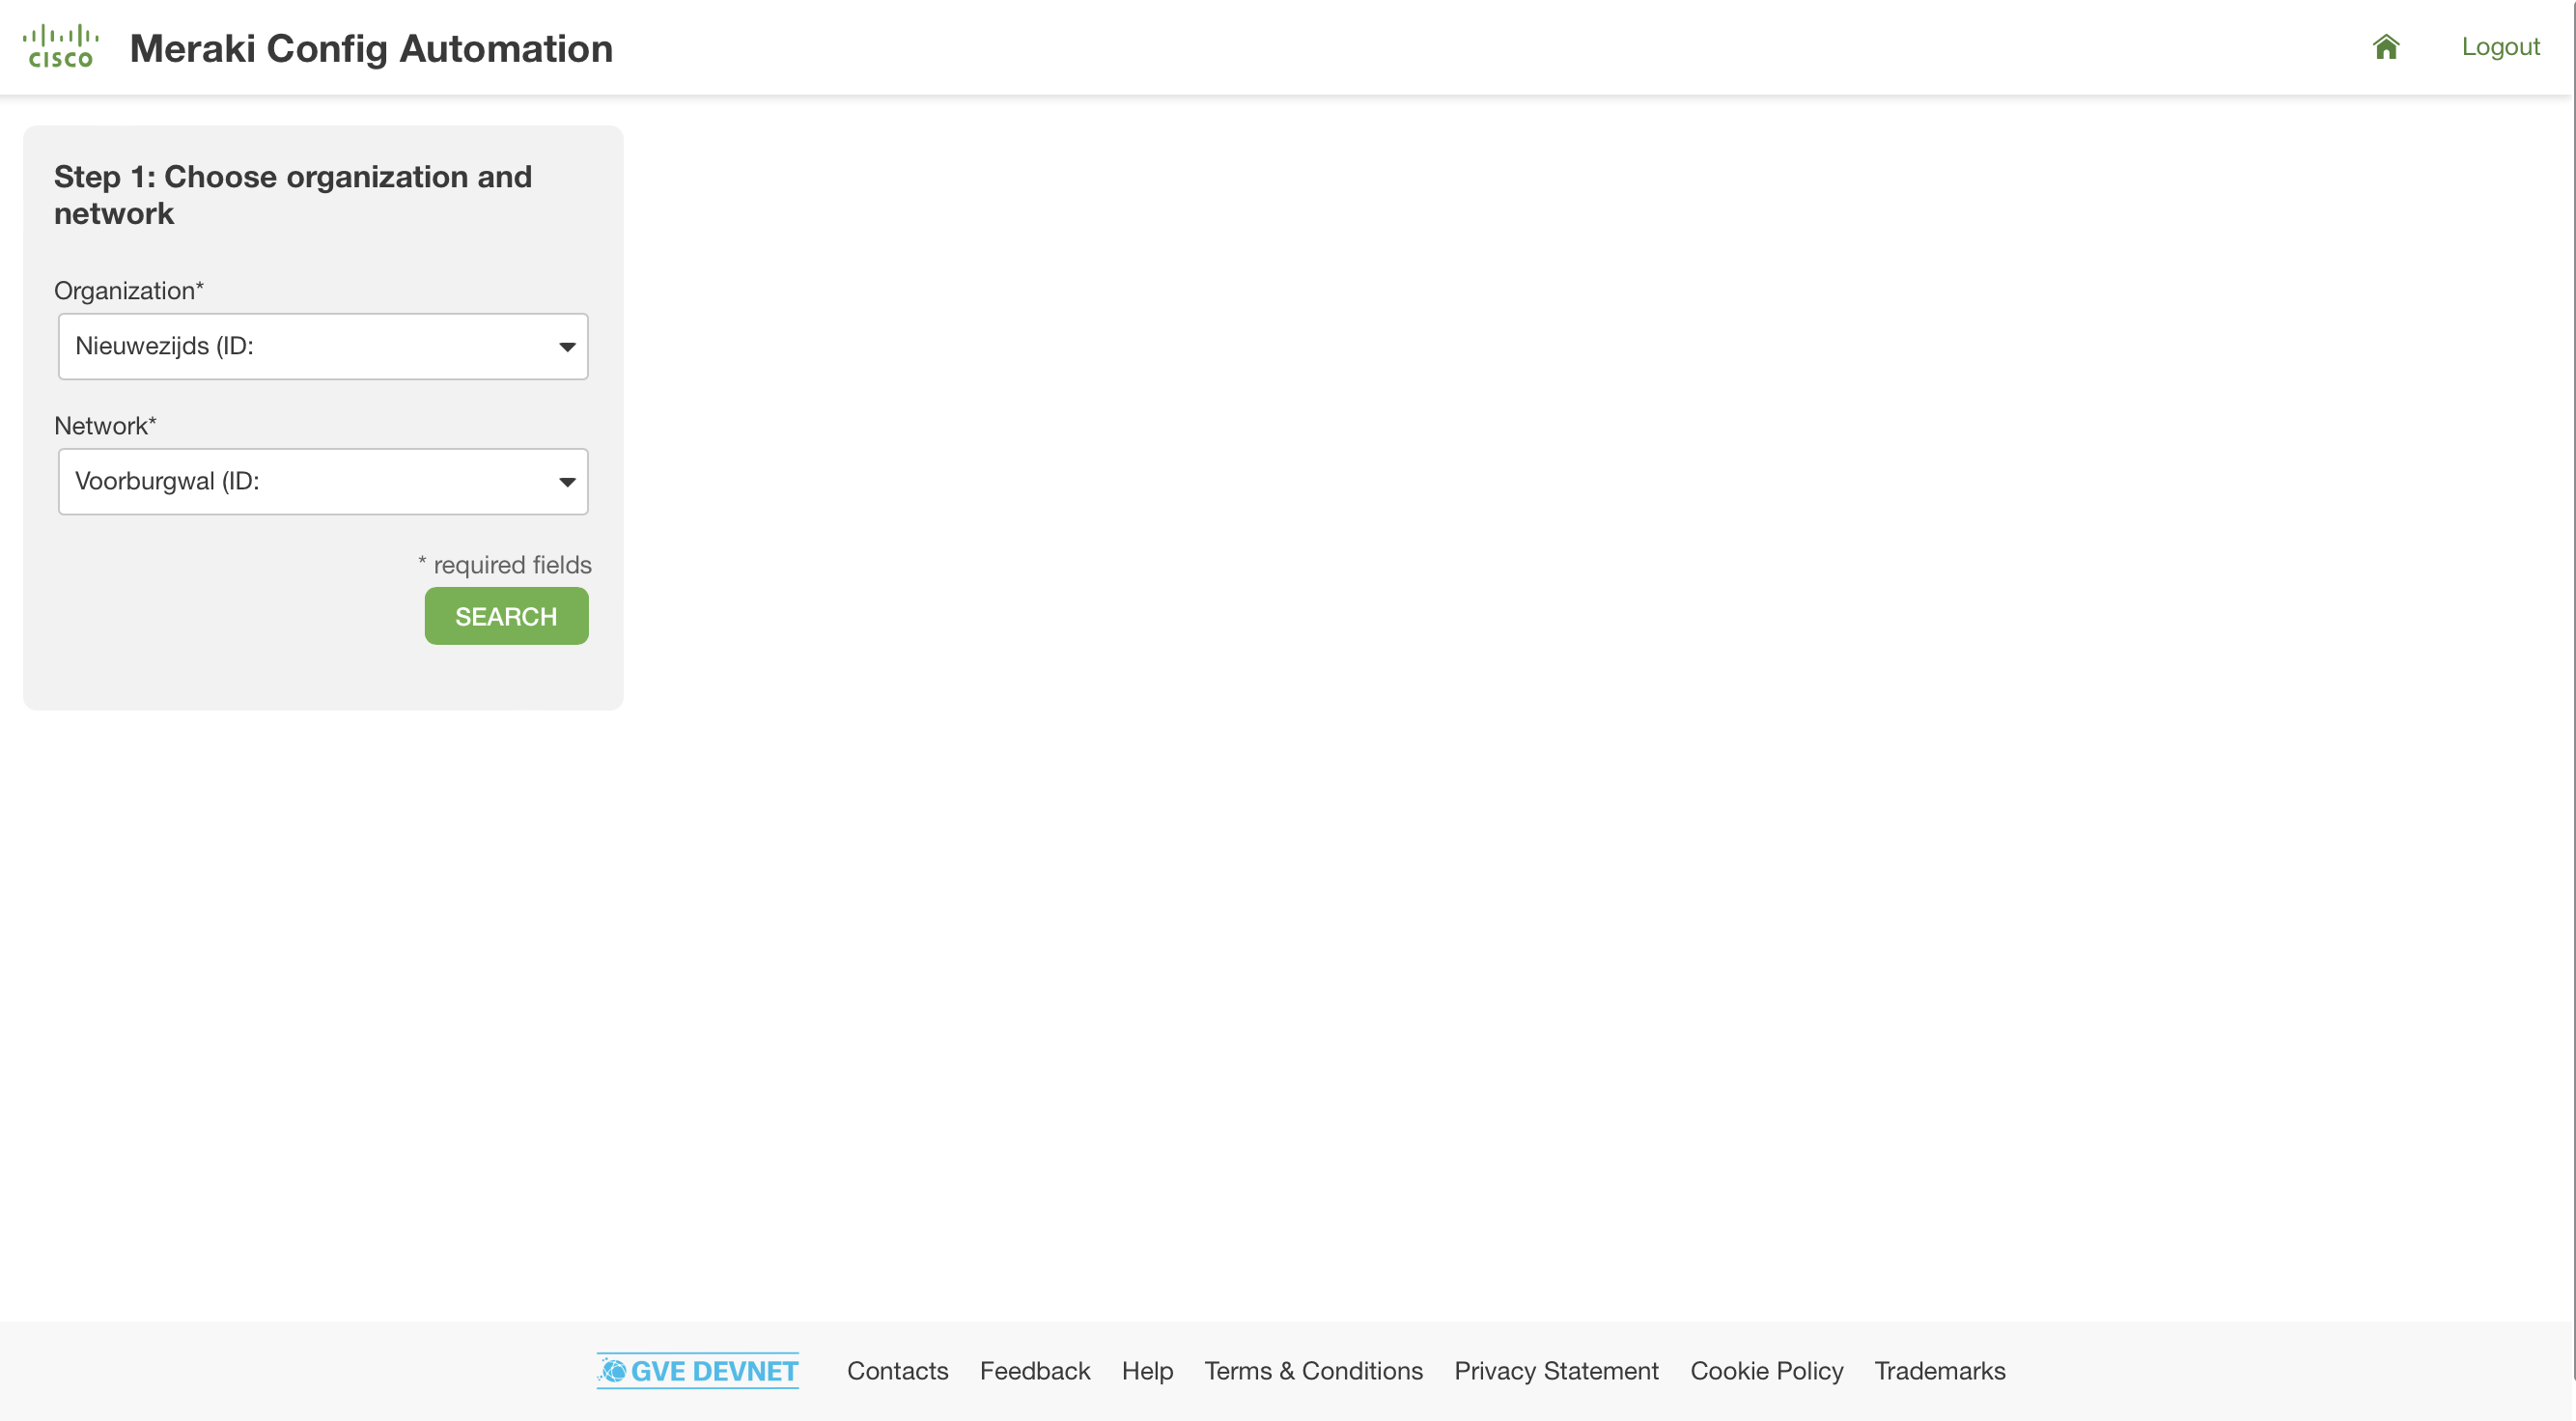 CISCO
Meraki Config Automation
Logout
Step 1: Choose organization and
network
Organization*
Nieuwezijds (ID:
Network*
Voorburgwal (ID:
* required fields
SEARCH
GVE DEVNET
Contacts
Feedback
Help
Terms & Conditions
Privacy Statement
Cookie Policy
Trademarks